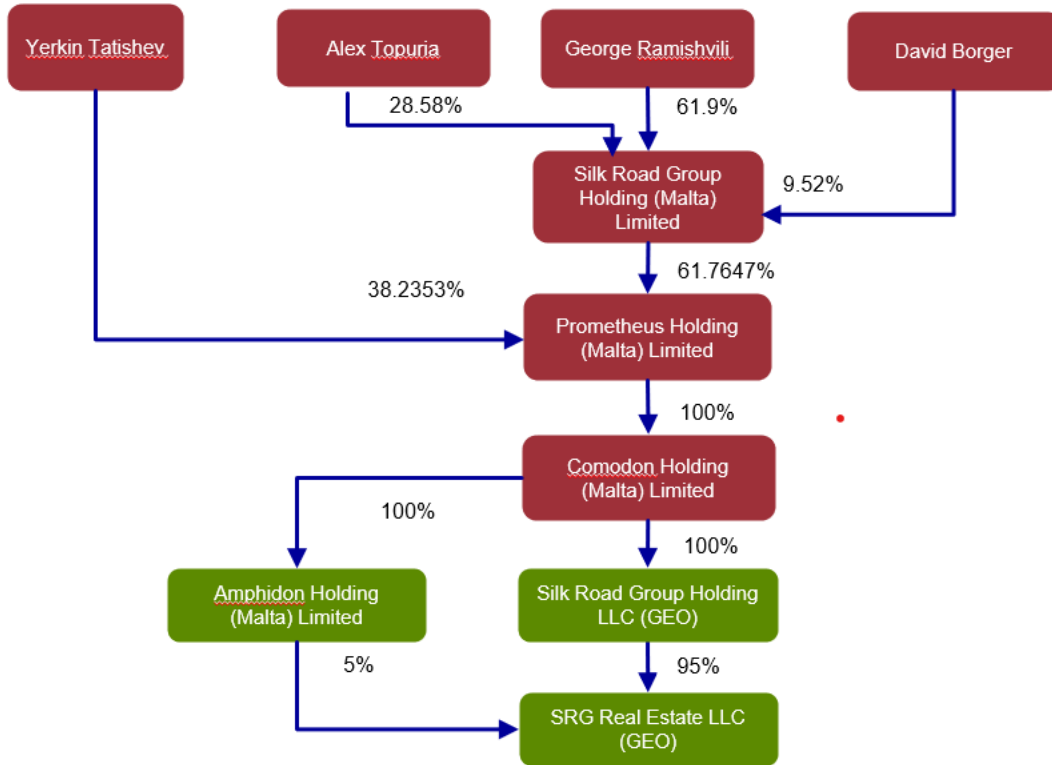 Yerkin Tatishev
Alex Topuria
George Ramishvili
David Borger
28.58%
61.9%
Silk Road Group
Holding (Malta)
Limited
9.52%
61.7647%
38.2353%
Prometheus Holding
(Malta) Limited
100%
Comodon Holding
(Malta) Limited
100%
100%
Amphidon Holding
(Malta) Limited
Silk Road Group Holding
LLC (GEO)
5%
95%
SRG Real Estate LLC
(GEO)